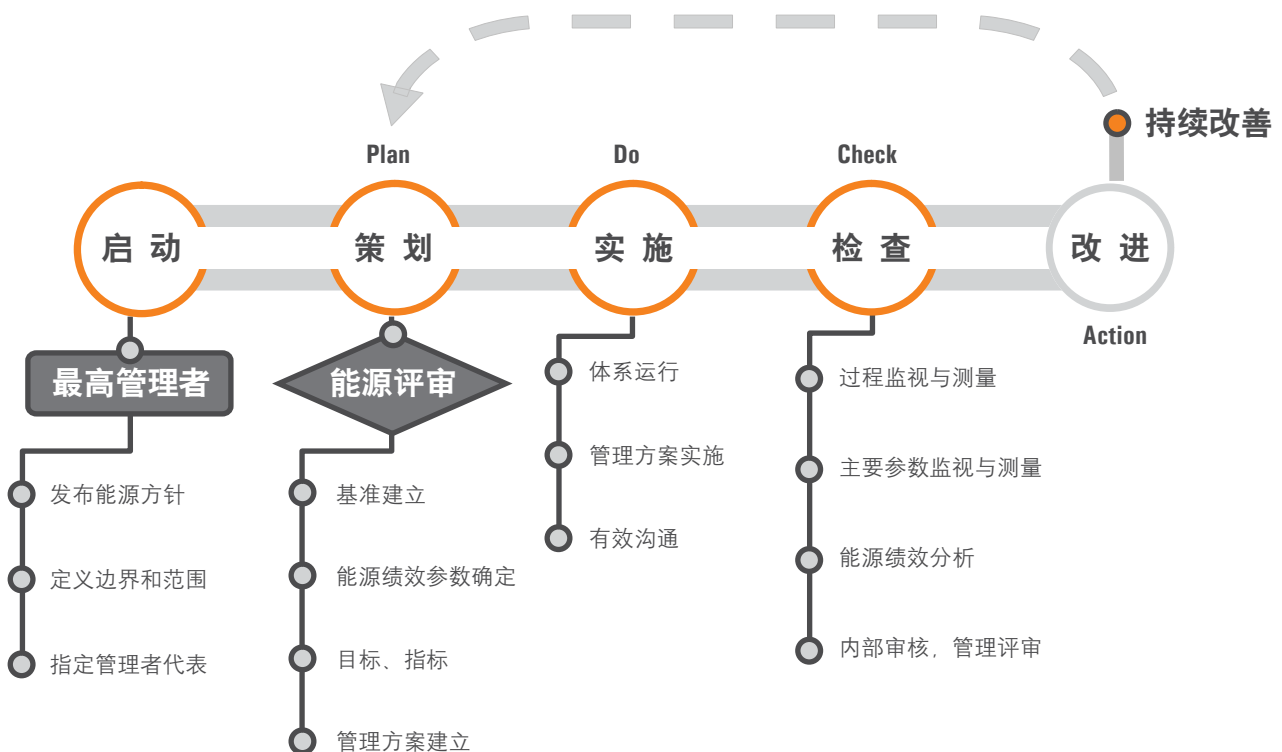 持续改善
Plan
Do
Check
启动
策划
实施
检查
改进
Action
最高管理者
发布能源方针
定义边界和范围
指定管理者代表
能源评审
基准建立
能源绩效参数确定
目标、指标
管理方案建立
体系运行
管理方案实施
有效沟通
过程监视与测量
主要参数监视与测量
能源绩效分析
内部审核，管理评审